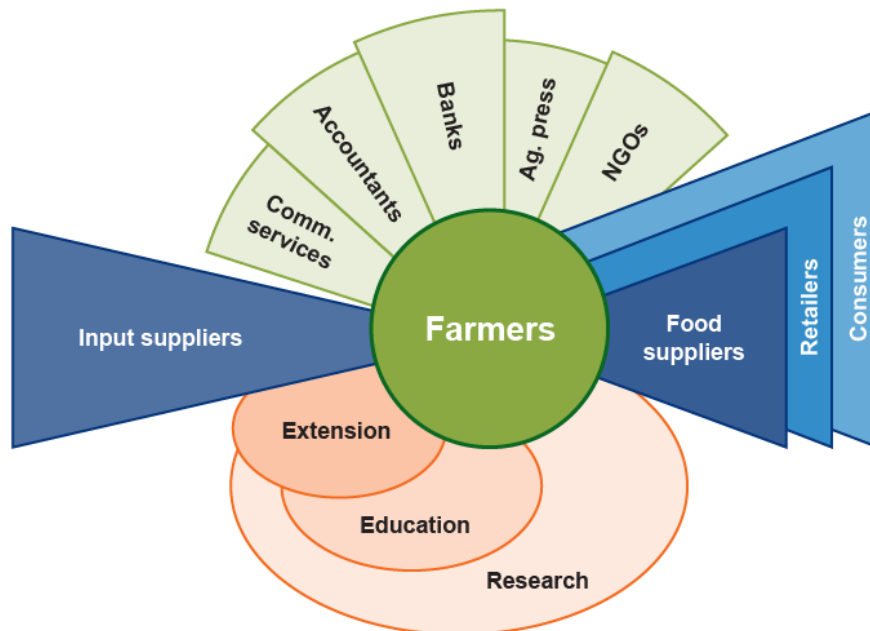 Comm.
services
Accountants
Banks
Ag. press
NGOs
Input suppliers
Farmers
Food
suppliers
Retailers
Consumers
Extension
Education
Research